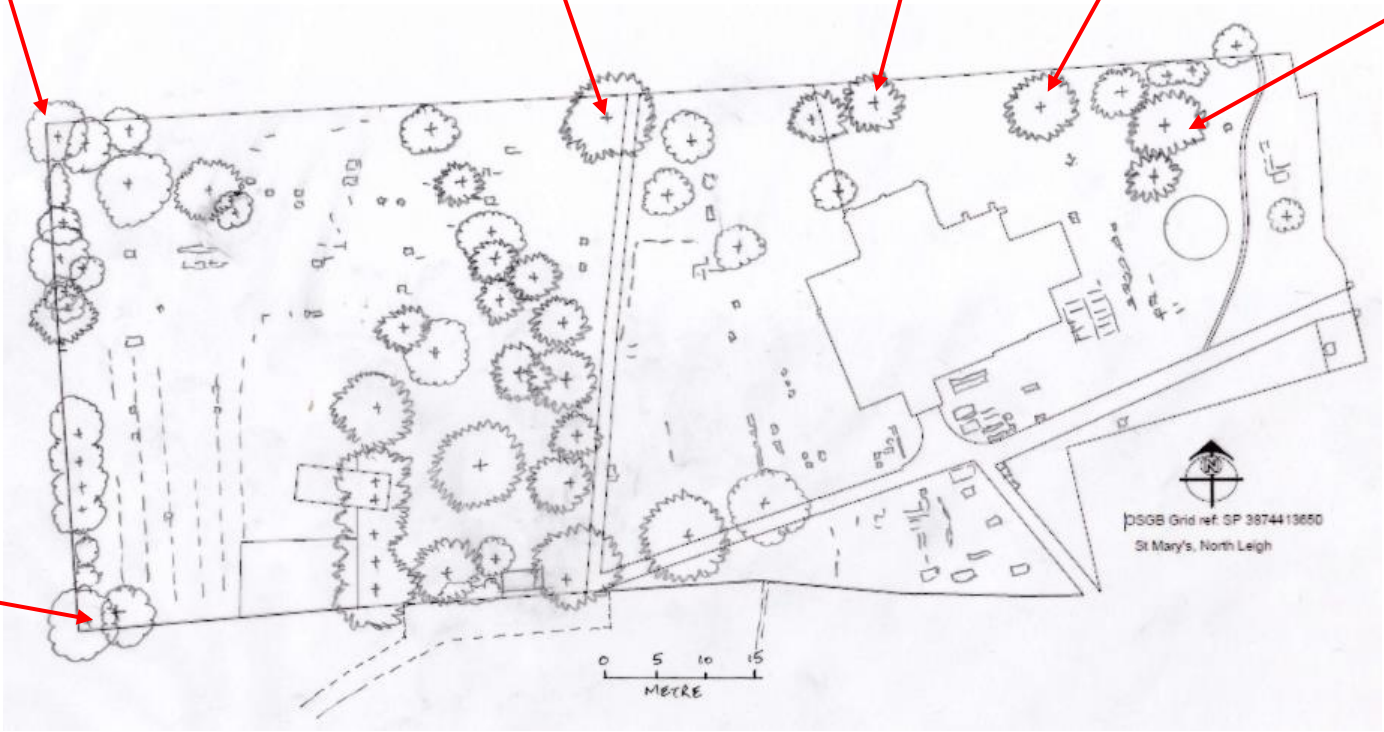 N
OSGB Grid ref: SP 3874413650
St Mary's, North Leigh
0 5 10 15
METRE